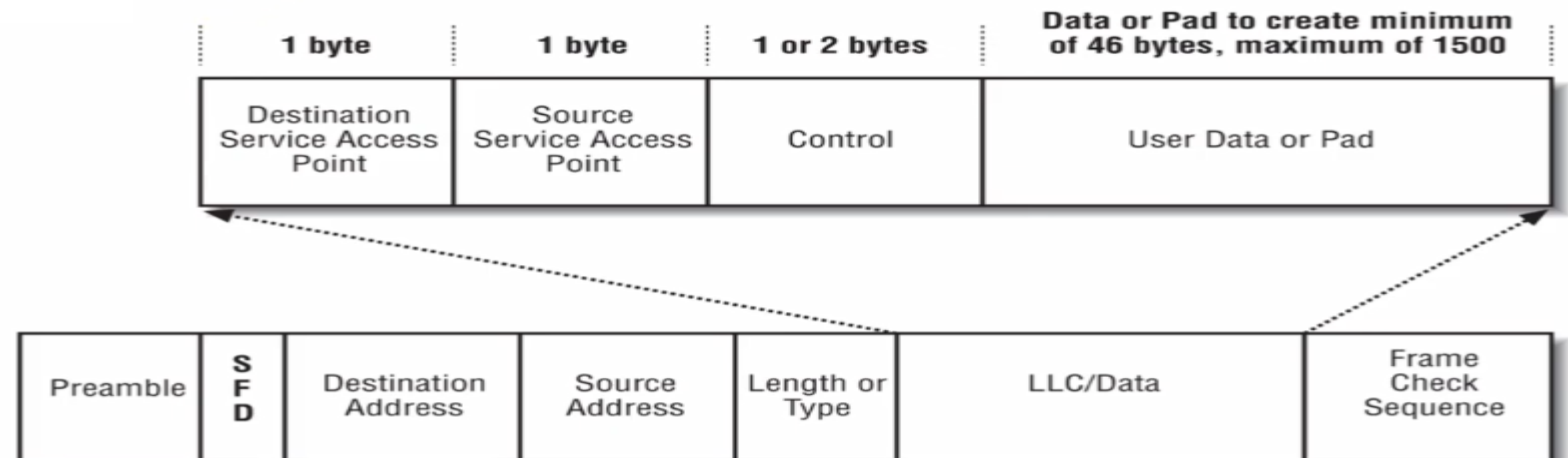 Data or Pad to create minimum
1 byte
1 byte
1 or 2 bytes
of 46 bytes, maximum of 1500
Destination
Service Access
Point
Source
Service Access
Point
Control
User Data or Pad
Preamble
S
F
D
Destination
Address
Source
Address
Length or
Type
LLC/Data
Frame
Check
Sequence